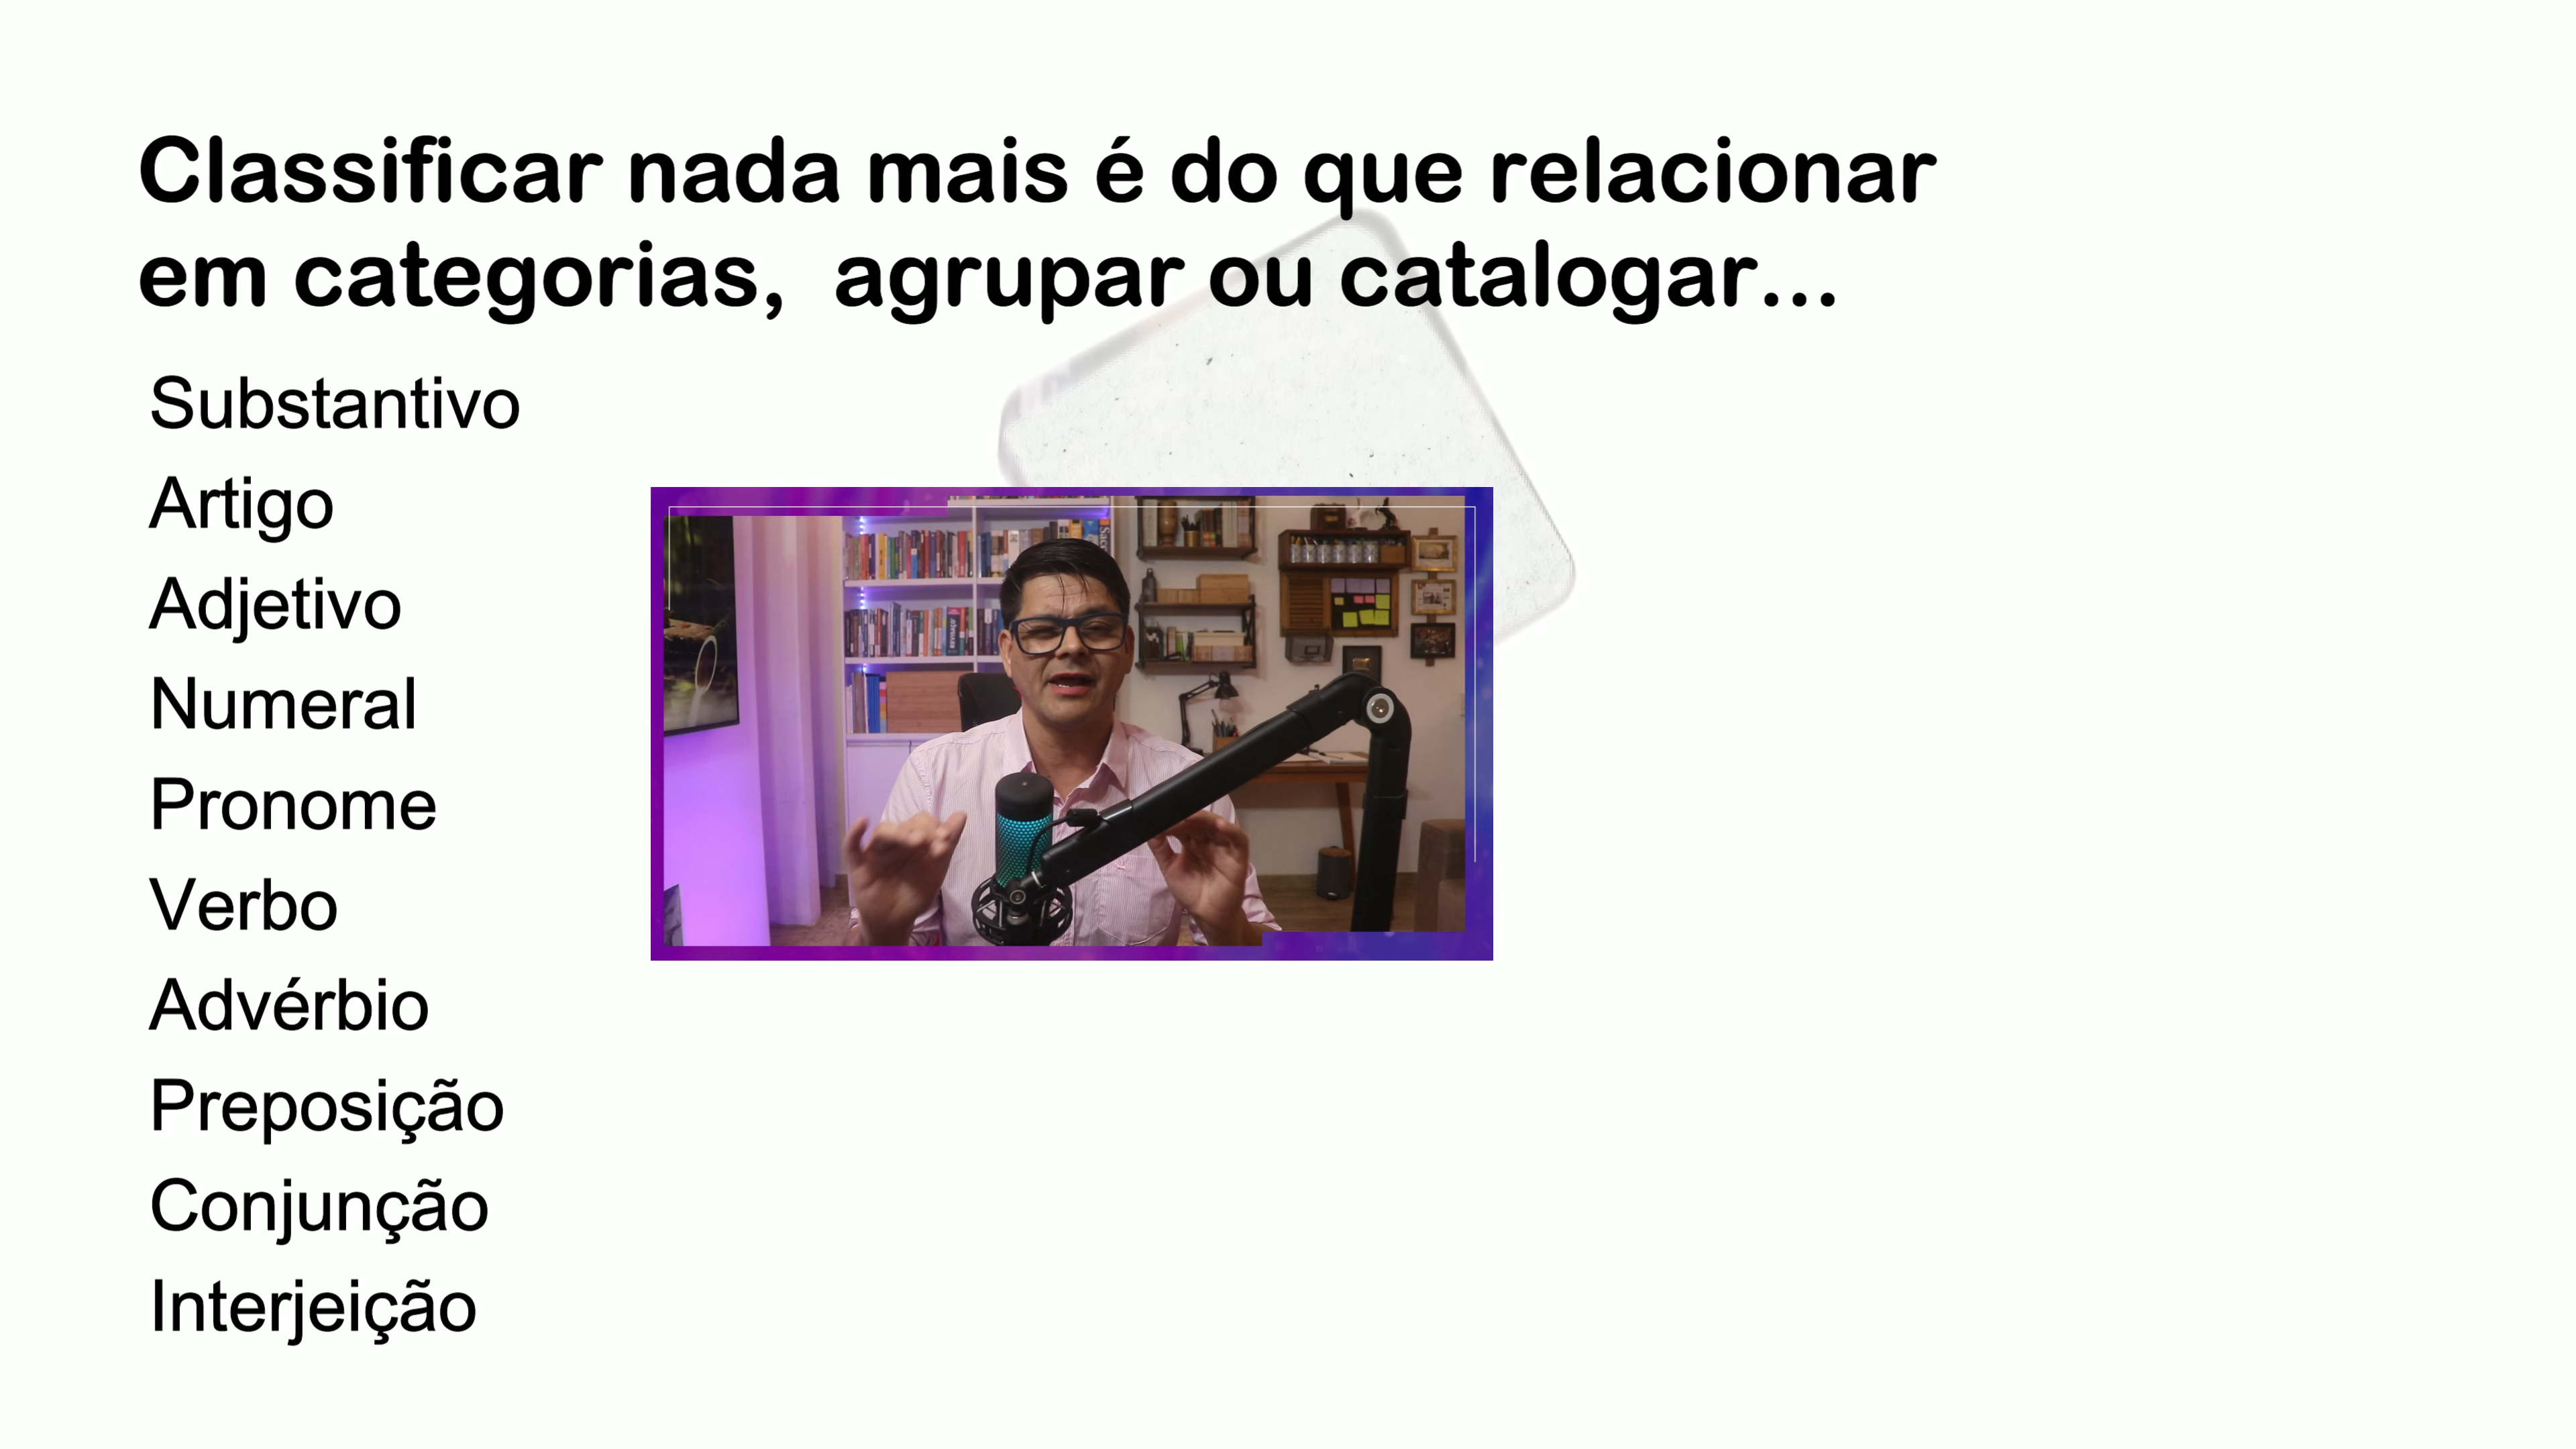 Classificar nada mais é do que relacionar
em categorias, agrupar ou catalogar...
Substantivo
Artigo
Adjetivo
Numeral
Pronome
Verbo
Advérbio
Preposição
Conjunção
Interjeição